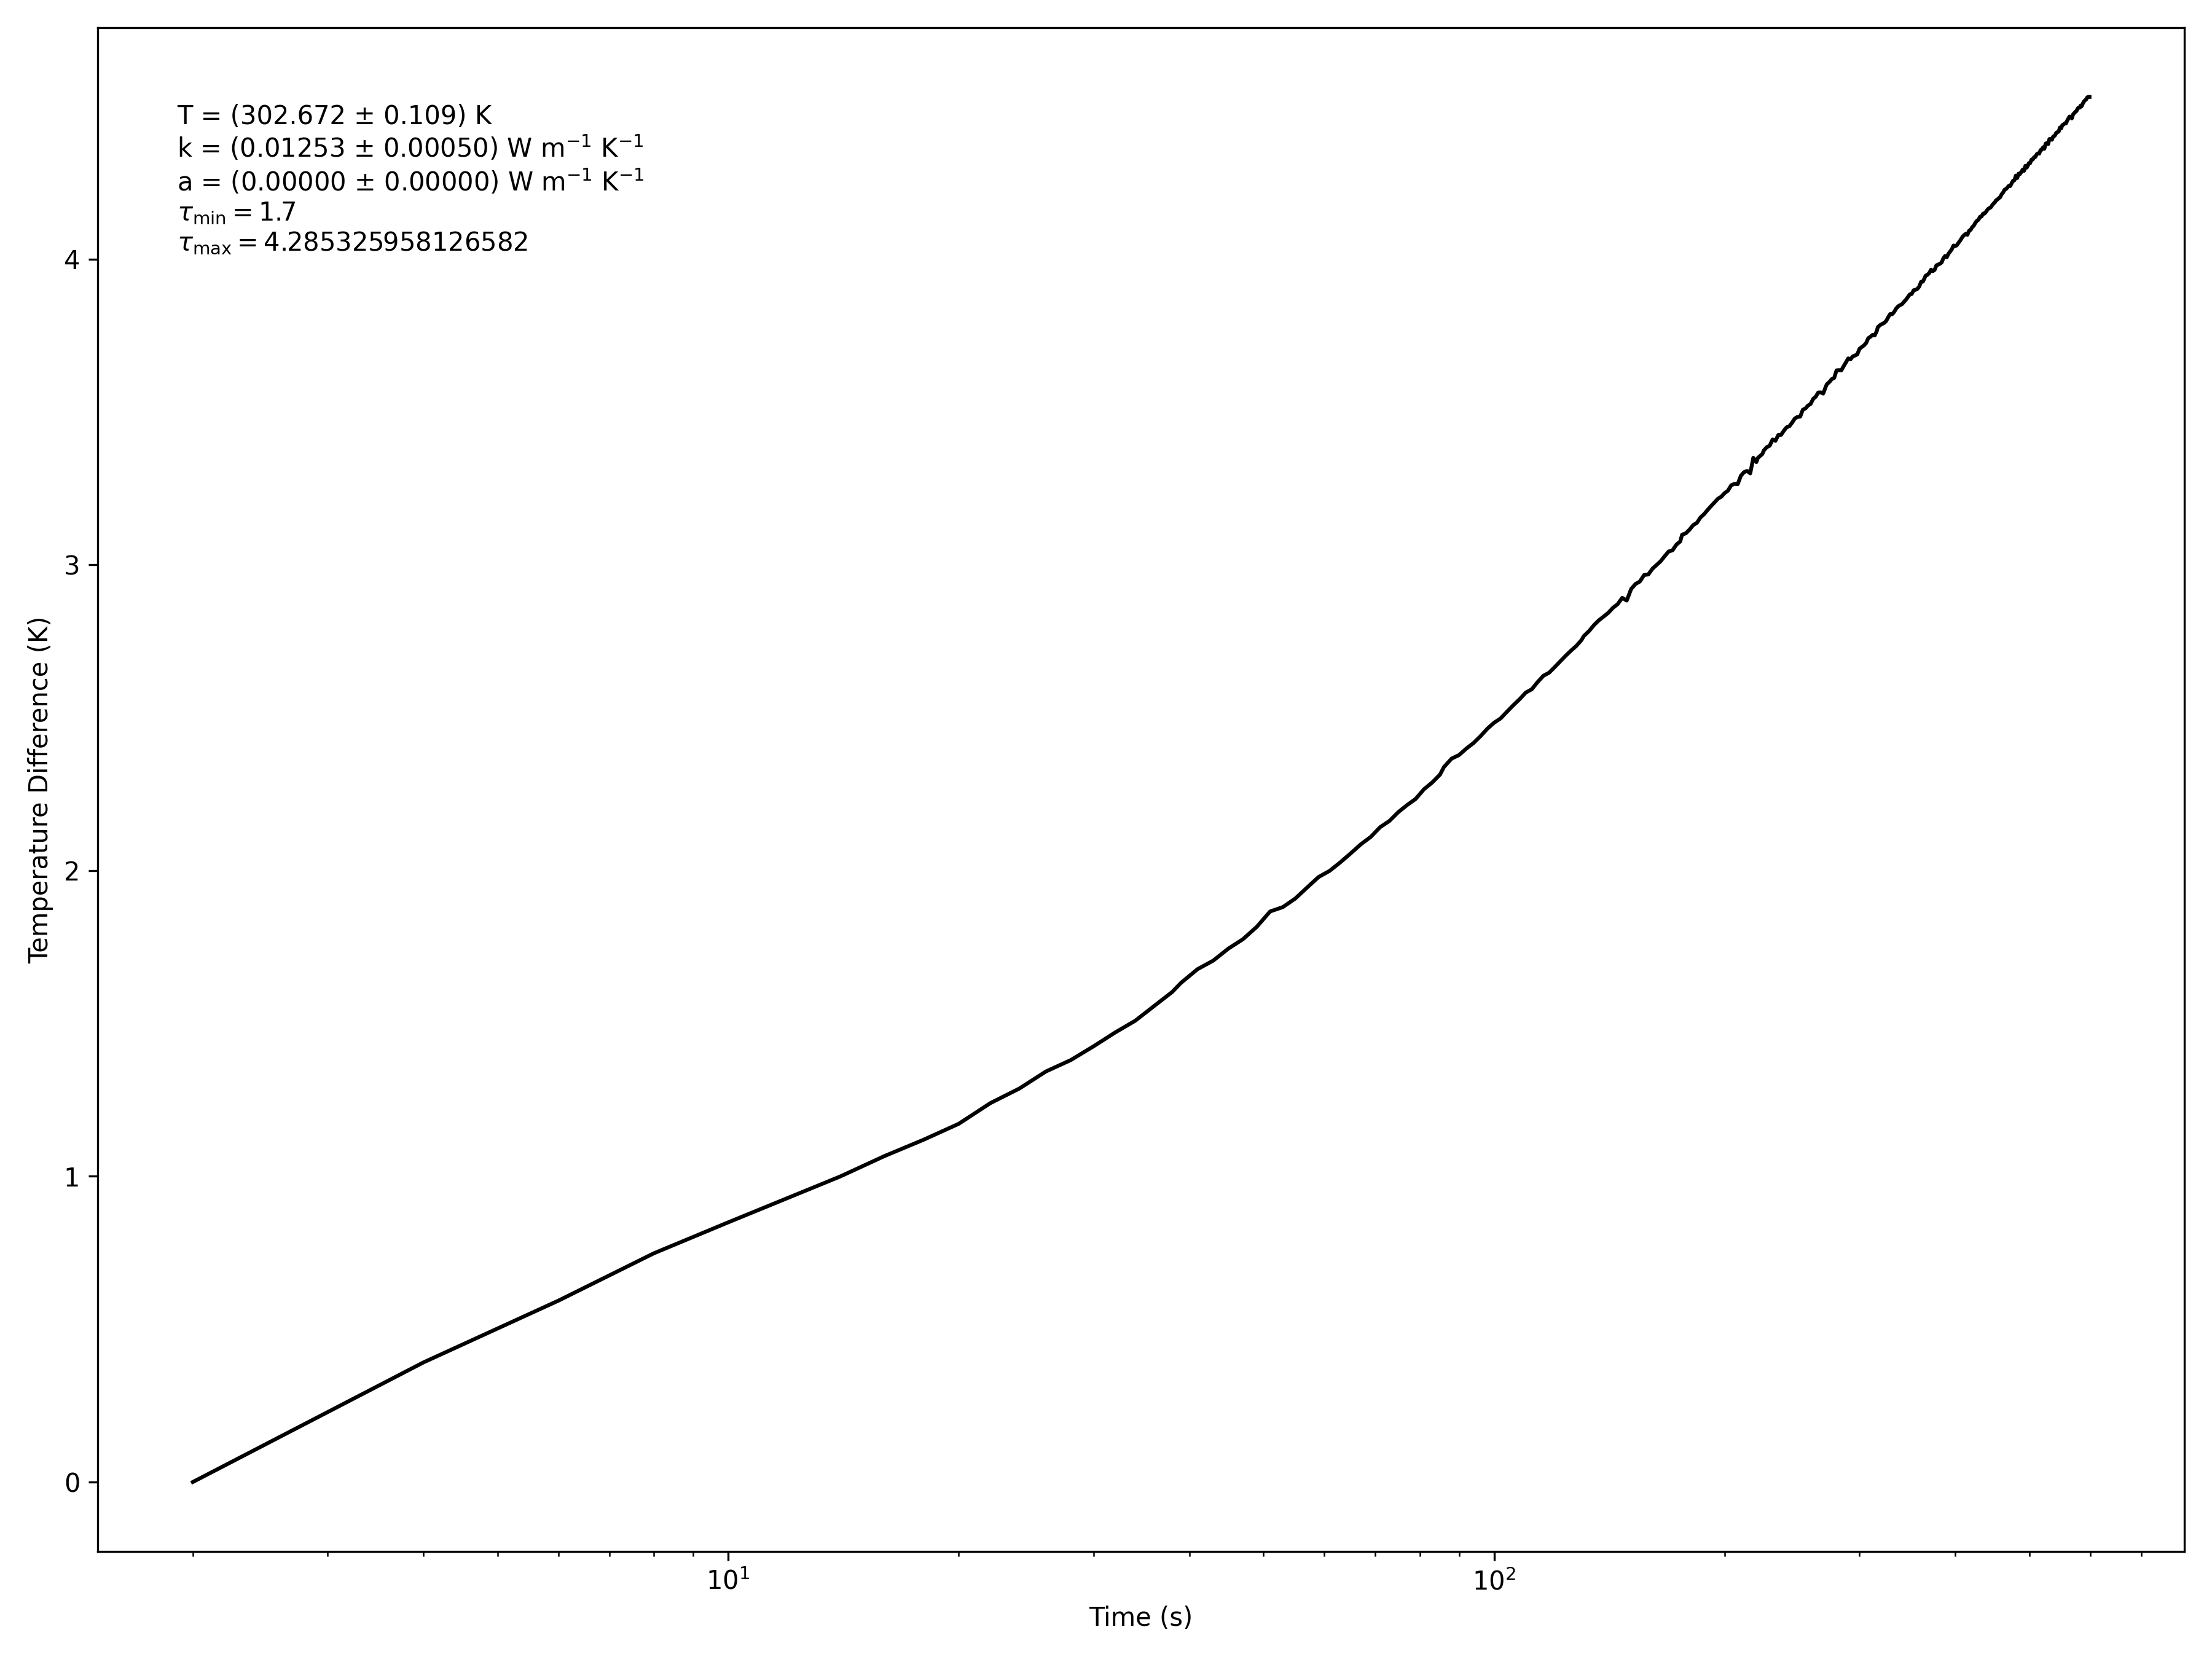 T = (302.672 ± 0.109) K
k = (0.01253 ± 0.00050) W m⁻¹ K⁻¹
a = (0.00000 ± 0.00000) W m⁻¹ K⁻¹
τmin = 1.7
τmax = 4.285325958126582
4
3
2
1
0
Temperature Difference (K)
10¹ 10²
Time (s)